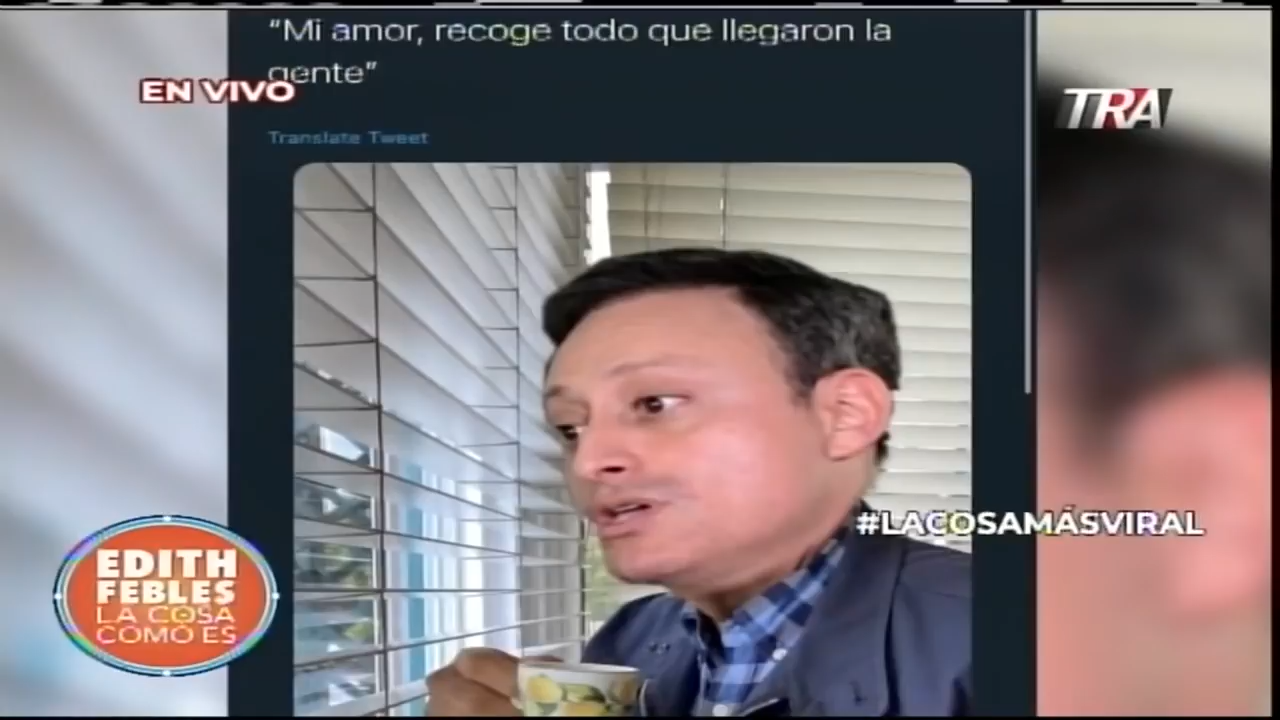 “Mi amor, recoge todo que llegaron la
gente”
EN VIVO
TRA
Translate Tweet
#LACOSAMÁSVIRAL
EDITH
FEBLES
LA COSA
COMO ES